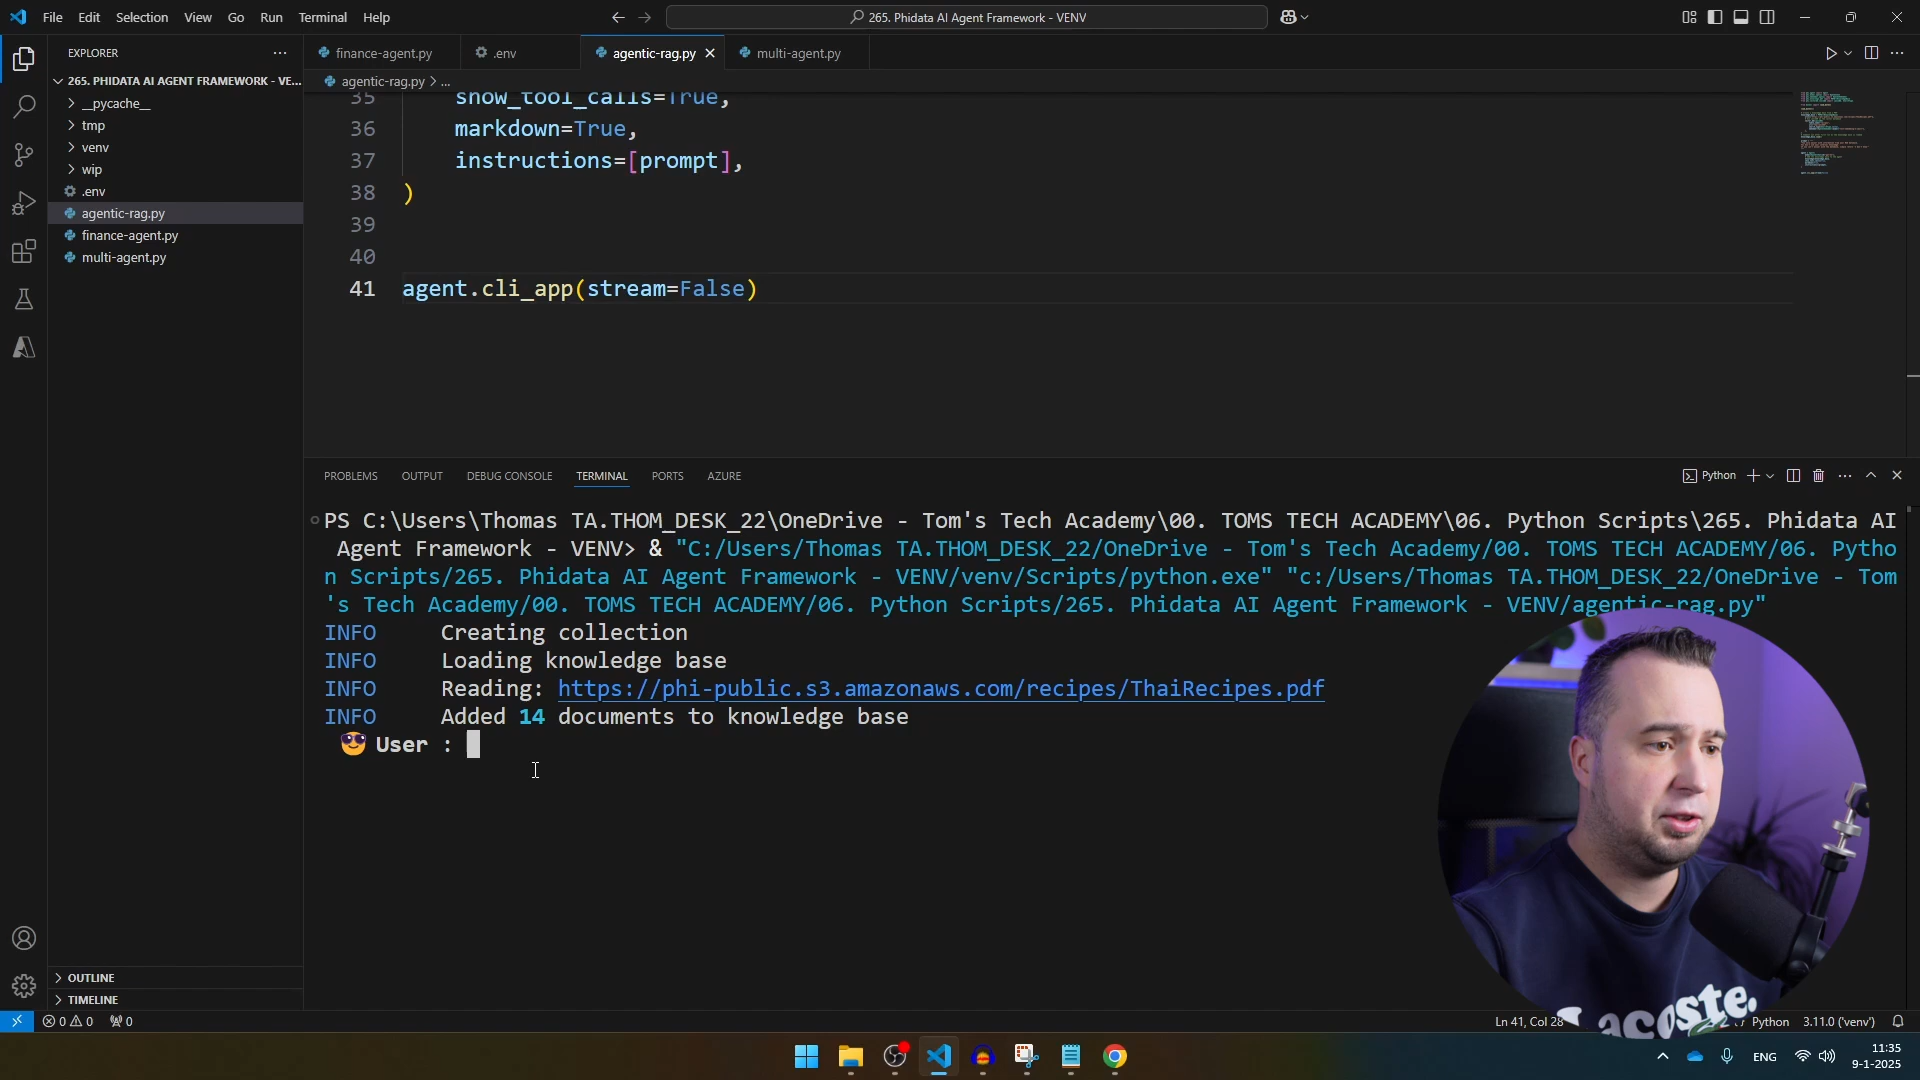 File Edit Selection View Go Run Terminal Help
265. Phidata AI Agent Framework - VENV
EXPLORER
265. PHIDATA AI AGENT FRAMEWORK - VE...
__pycache__
tmp
venv
wip
.env
agentic-rag.py
finance-agent.py
multi-agent.py
OUTLINE
TIMELINE
finance-agent.py
.env
agentic-rag.py
multi-agent.py
agentic-rag.py > ...
35 show_tool_calls=True,
36 markdown=True,
37 instructions=[prompt],
38 )
39
40
41 agent.cli_app(stream=False)
PROBLEMS OUTPUT DEBUG CONSOLE TERMINAL PORTS AZURE
Python
PS C:\Users\Thomas TA.THOM_DESK_22\OneDrive - Tom's Tech Academy\00. TOMS TECH ACADEMY\06. Python Scripts\265. Phidata AI
Agent Framework - VENV> & "C:/Users/Thomas TA.THOM_DESK_22/OneDrive - Tom's Tech Academy/00. TOMS TECH ACADEMY/06. Pytho
n Scripts/265. Phidata AI Agent Framework - VENV/venv/Scripts/python.exe" "c:/Users/Thomas TA.THOM_DESK_22/OneDrive - Tom
's Tech Academy/00. TOMS TECH ACADEMY/06. Python Scripts/265. Phidata AI Agent Framework - VENV/agentic-rag.py"
INFO Creating collection
INFO Loading knowledge base
INFO Reading: https://phi-public.s3.amazonaws.com/recipes/ThaiRecipes.pdf
INFO Added 14 documents to knowledge base
😎 User :
0 0 0
Ln 41, Col 28
Python 3.11.0 ('venv')
ENG
11:35
9-1-2025